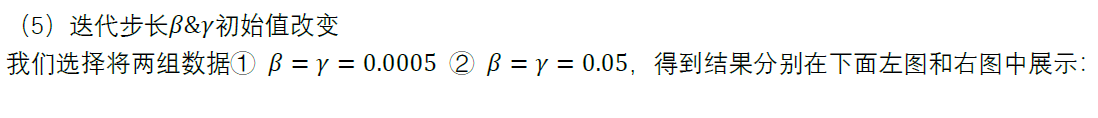 （5）迭代步长𝛽&𝛾初始值改变
我们选择将两组数据① 𝛽 = 𝛾 = 0.0005 ② 𝛽 = 𝛾 = 0.05，得到结果分别在下面左图和右图中展示：